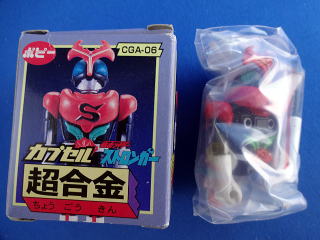 ポピー
CGA-06
S
カプセル
ストロンガー
超合金
ちょう ごう きん